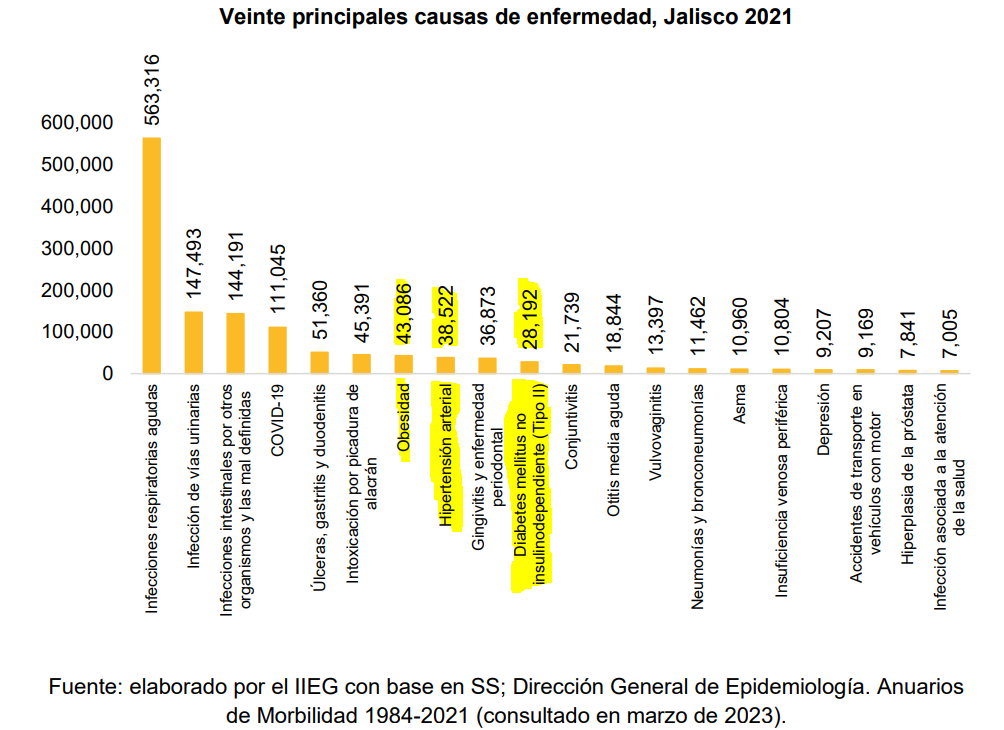 Veinte principales causas de enfermedad, Jalisco 2021
600,000
500,000
400,000
300,000
200,000
100,000
0
563,316
147,493
144,191
111,045
51,360
45,391
43,086
38,522
36,873
28,192
21,739
18,844
13,397
11,462
10,960
10,804
9,207
9,169
7,841
7,005
Infecciones respiratorias agudas
Infección de vías urinarias
Infecciones intestinales por otros
organismos y las mal definidas
COVID-19
Úlceras, gastritis y duodenitis
Intoxicación por picadura de
alacrán
Obesidad
Hipertensión arterial
Gingivitis y enfermedad
periodontal
Diabetes mellitus no
insulinodependiente (Tipo II)
Conjuntivitis
Otitis media aguda
Vulvovaginitis
Neumonías y bronconeumonías
Asma
Insuficiencia venosa periférica
Depresión
Accidentes de transporte en
vehículos con motor
Hiperplasia de la próstata
Infección asociada a la atención
de la salud
Fuente: elaborado por el IIEG con base en SS; Dirección General de Epidemiología. Anuarios
de Morbilidad 1984-2021 (consultado en marzo de 2023).